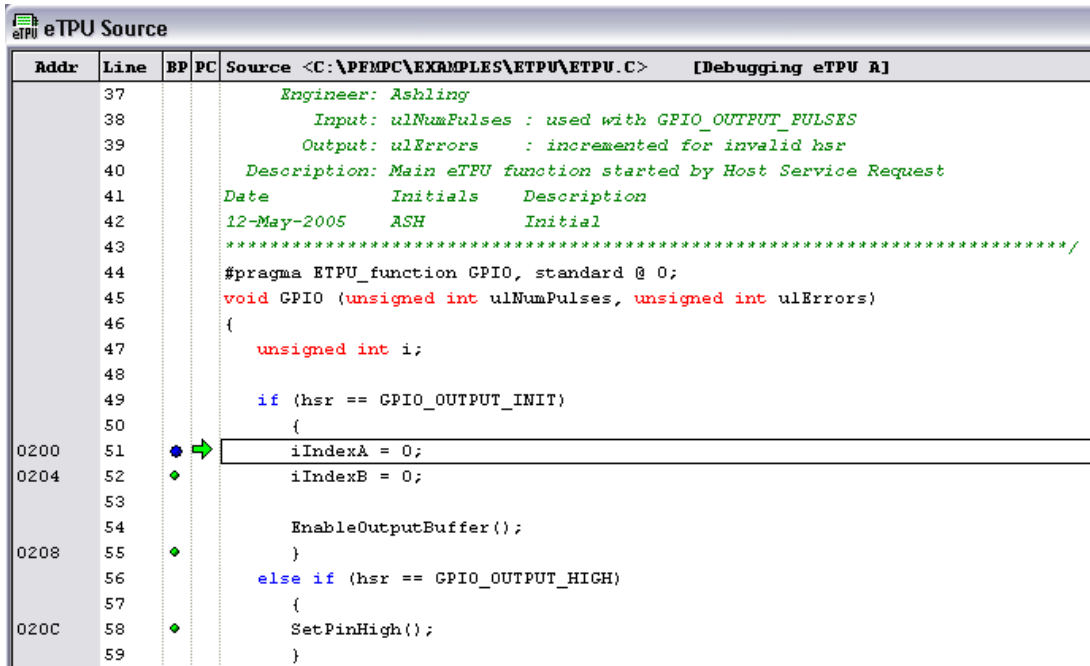 eTPU eTPU Source
Addr Line BP PC Source <C:\PFMPC\EXAMPLES\ETPU\ETPU.C> [Debugging eTPU A]
37 Engineer: Ashling
38 Input: ulNumPulses : used with GPIO_OUTPUT_PULSES
39 Output: ulErrors : incremented for invalid hsr
40 Description: Main eTPU function started by Host Service Request
41 Date Initials Description
42 12-May-2005 ASH Initial
43 ***************************************************************************/
44 #pragma ETPU_function GPIO, standard @ 0;
45 void GPIO (unsigned int ulNumPulses, unsigned int ulErrors)
46 {
47 unsigned int i;
48
49 if (hsr == GPIO_OUTPUT_INIT)
50 {
0200 51 iIndexA = 0;
0204 52 iIndexB = 0;
53
54 EnableOutputBuffer();
0208 55 }
56 else if (hsr == GPIO_OUTPUT_HIGH)
57 {
020C 58 SetPinHigh();
59 }